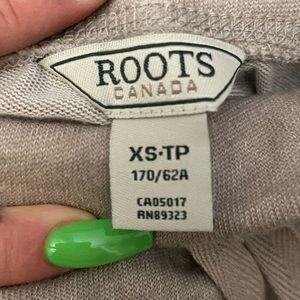 ROOTS
CANADA
XS·TP
170/62A
CA05017
RN89323